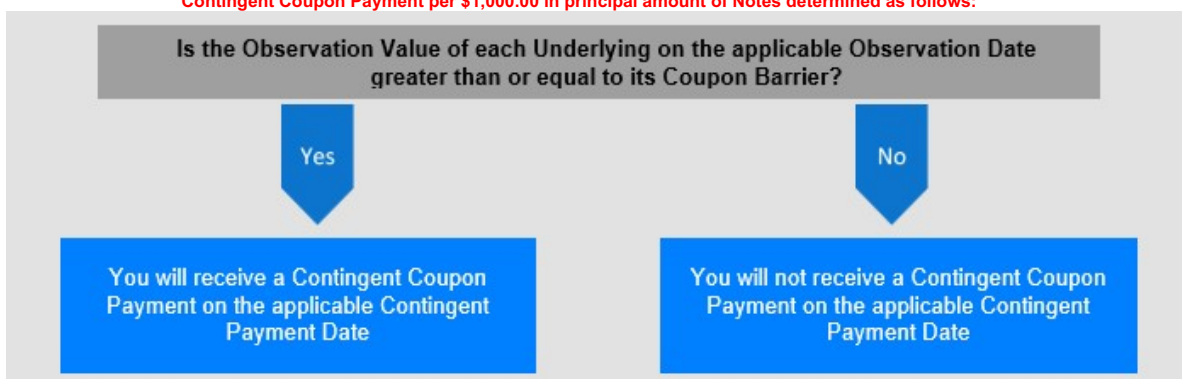 Contingent Coupon Payment per $1,000.00 in principal amount of Notes determined as follows:
Is the Observation Value of each Underlying on the applicable Observation Date
greater than or equal to its Coupon Barrier?
Yes
No
You will receive a Contingent Coupon
Payment on the applicable Contingent
Payment Date
You will not receive a Contingent Coupon
Payment on the applicable Contingent
Payment Date